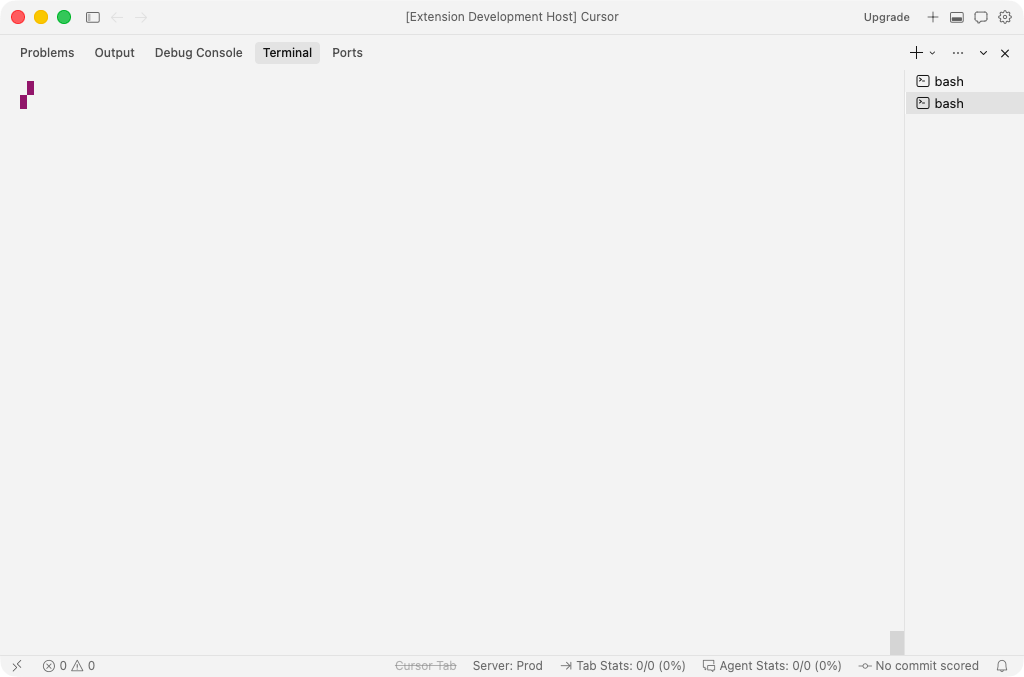 [Extension Development Host] Cursor
Upgrade
Problems Output Debug Console Terminal Ports
bash
bash
0 0 Cursor Tab Server: Prod Tab Stats: 0/0 (0%) Agent Stats: 0/0 (0%) No commit scored